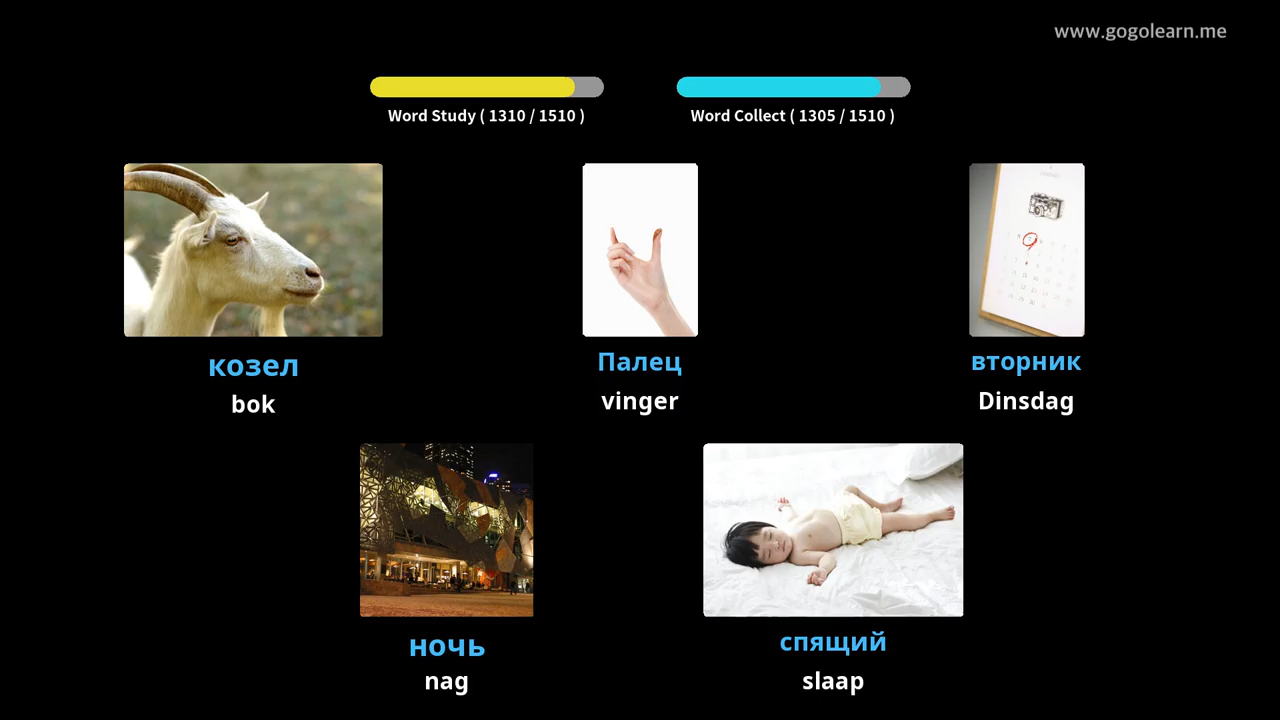 www.gogolearn.me
Word Study ( 1310 / 1510 )
Word Collect ( 1305 / 1510 )
козел
bok
Палец
vinger
вторник
Dinsdag
ночь
nag
спящий
slaap